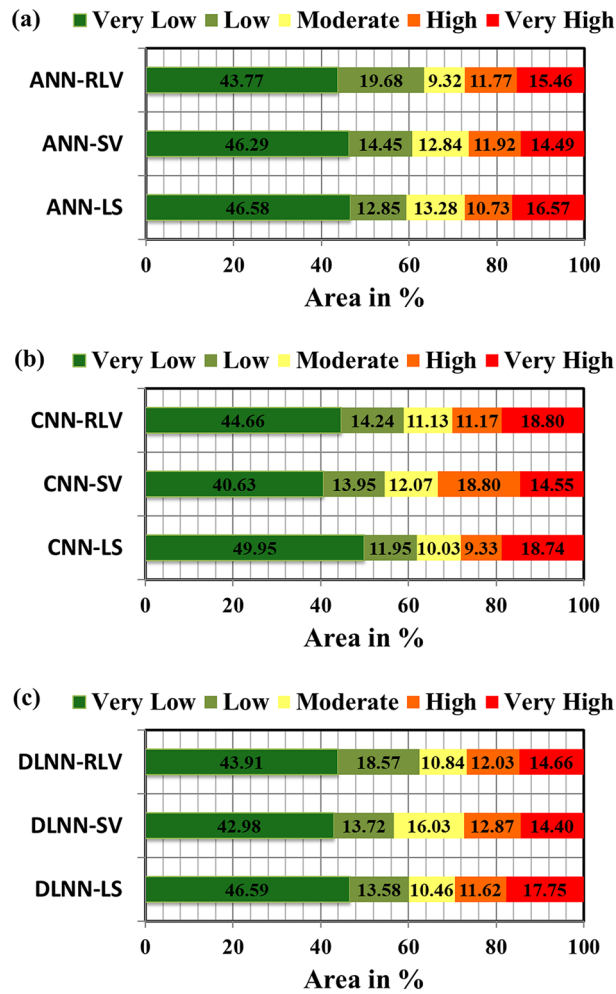 (a) Very Low Low Moderate High Very High
ANN-RLV 43.77 19.68 9.32 11.77 15.46
ANN-SV 46.29 14.45 12.84 11.92 14.49
ANN-LS 46.58 12.85 13.28 10.73 16.57
0 20 40 60 80 100
Area in %
(b) Very Low Low Moderate High Very High
CNN-RLV 44.66 14.24 11.13 11.17 18.80
CNN-SV 40.63 13.95 12.07 18.80 14.55
CNN-LS 49.95 11.95 10.03 9.33 18.74
0 20 40 60 80 100
Area in %
(c) Very Low Low Moderate High Very High
DLNN-RLV 43.91 18.57 10.84 12.03 14.66
DLNN-SV 42.98 13.72 16.03 12.87 14.40
DLNN-LS 46.59 13.58 10.46 11.62 17.75
0 20 40 60 80 100
Area in %